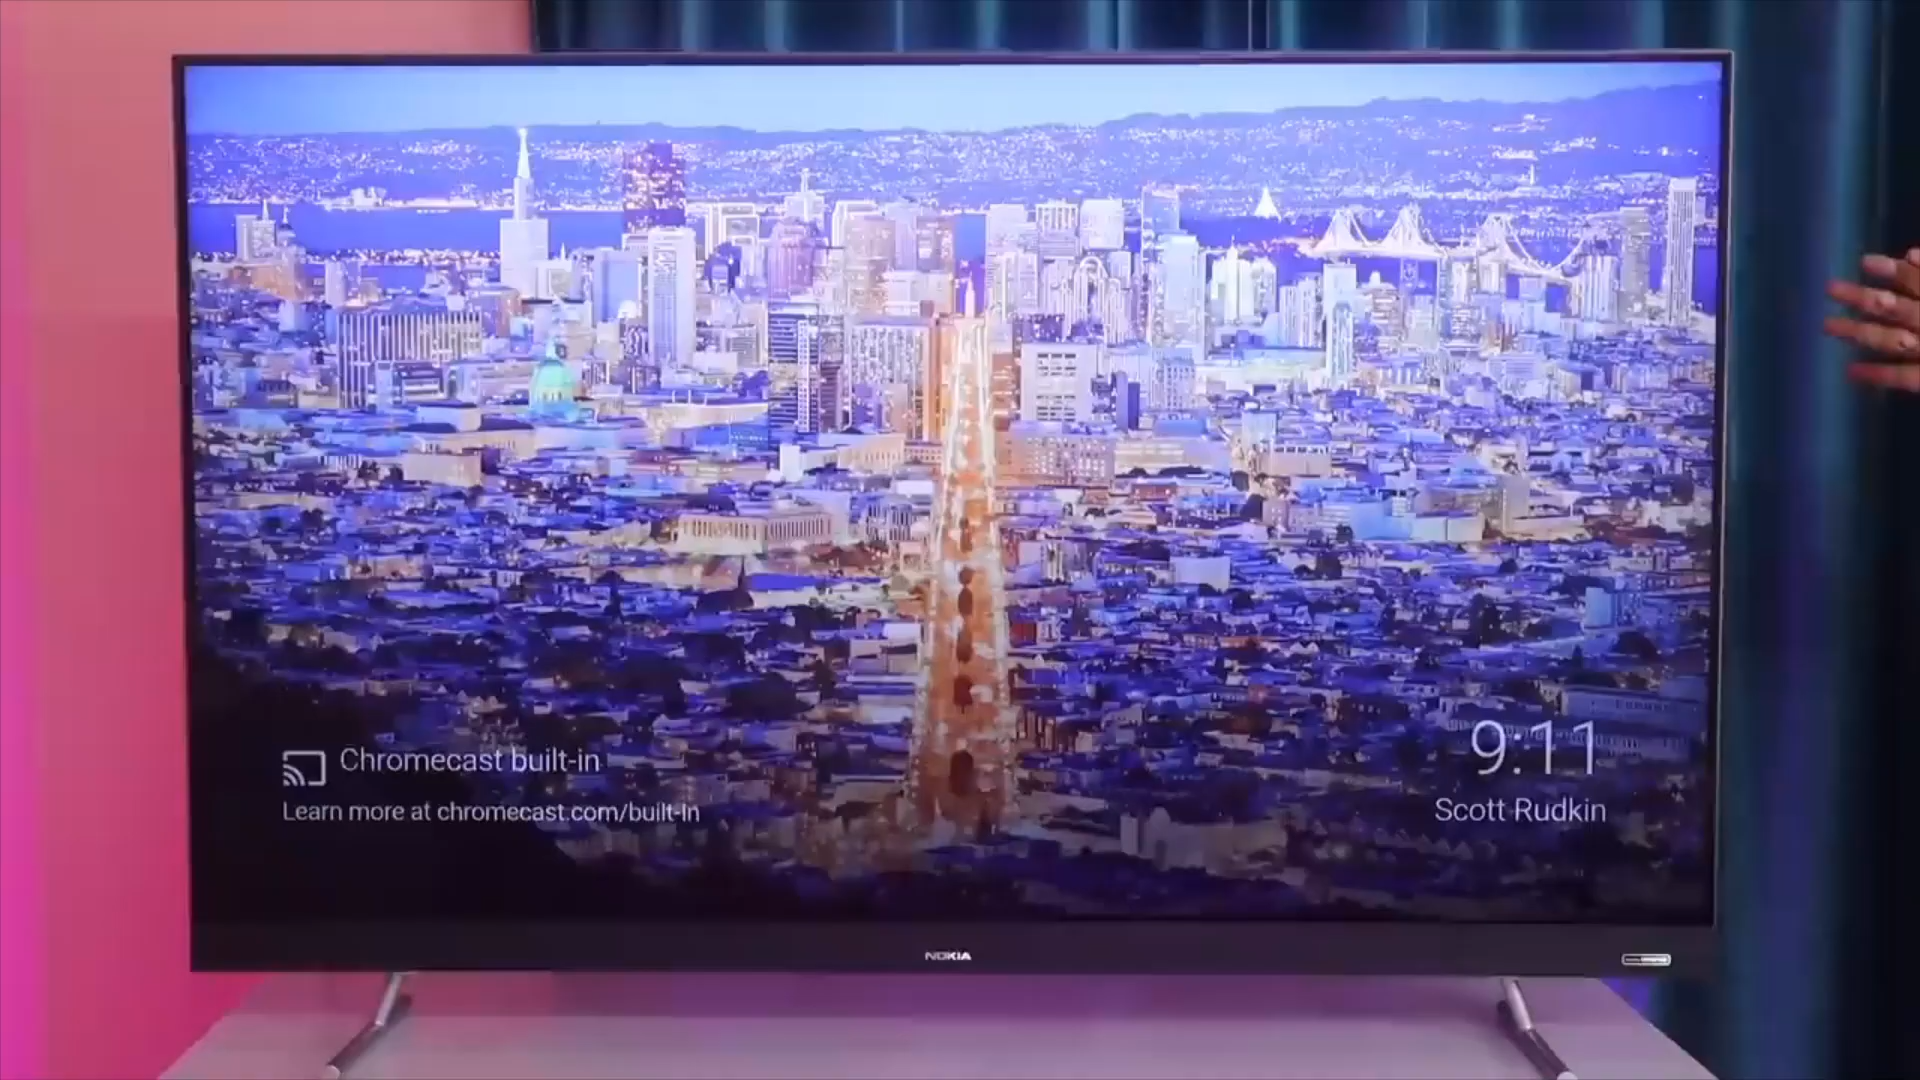 Chromecast built-in
Learn more at chromecast.com/built-in
9:11
Scott Rudkin
NOKIA